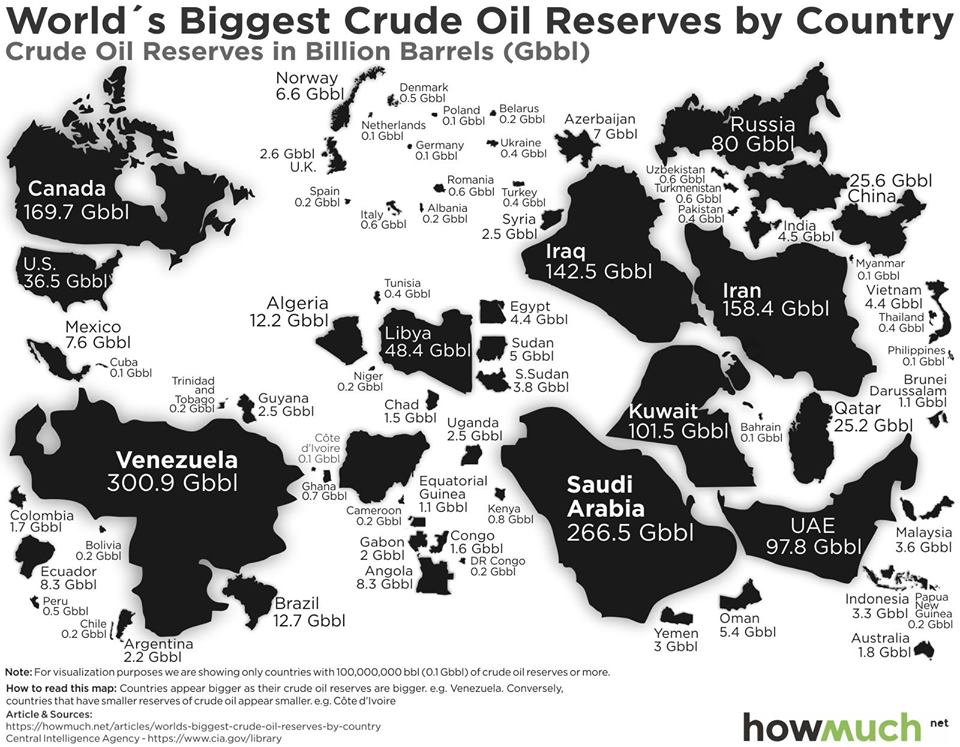 World´s Biggest Crude Oil Reserves by Country
Crude Oil Reserves in Billion Barrels (Gbbl)
Canada
169.7 Gbbl
U.S.
36.5 Gbbl
Mexico
7.6 Gbbl
Cuba
0.1 Gbbl
Norway
6.6 Gbbl
Denmark
0.5 Gbbl
Netherlands
0.1 Gbbl
Poland
0.1 Gbbl
Belarus
0.2 Gbbl
2.6 Gbbl
U.K.
Germany
0.1 Gbbl
Ukraine
0.4 Gbbl
Azerbaijan
7 Gbbl
Spain
0.2 Gbbl
Italy
0.6 Gbbl
Romania
0.6 Gbbl
Albania
0.2 Gbbl
Turkey
0.4 Gbbl
Syria
2.5 Gbbl
Russia
80 Gbbl
Uzbekistan
0.6 Gbbl
Turkmenistan
0.6 Gbbl
Pakistan
0.4 Gbbl
25.6 Gbbl
China
India
4.5 Gbbl
Iraq
142.5 Gbbl
Iran
158.4 Gbbl
Myanmar
0.1 Gbbl
Vietnam
4.4 Gbbl
Thailand
0.4 Gbbl
Philippines
0.1 Gbbl
Brunei
Darussalam
1.1 Gbbl
Algeria
12.2 Gbbl
Tunisia
0.4 Gbbl
Libya
48.4 Gbbl
Egypt
4.4 Gbbl
Sudan
5 Gbbl
S.Sudan
3.8 Gbbl
Niger
0.2 Gbbl
Chad
1.5 Gbbl
Uganda
2.5 Gbbl
Kuwait
101.5 Gbbl
Bahrain
0.1 Gbbl
Qatar
25.2 Gbbl
Trinidad
and
Tobago
0.2 Gbbl
Guyana
2.5 Gbbl
Venezuela
300.9 Gbbl
Côte
d'Ivoire
0.1 Gbbl
Ghana
0.7 Gbbl
Cameroon
0.2 Gbbl
Equatorial
Guinea
1.1 Gbbl
Kenya
0.8 Gbbl
Gabon
2 Gbbl
Congo
1.6 Gbbl
DR Congo
0.2 Gbbl
Angola
8.3 Gbbl
Saudi
Arabia
266.5 Gbbl
UAE
97.8 Gbbl
Malaysia
3.6 Gbbl
Colombia
1.7 Gbbl
Bolivia
0.2 Gbbl
Ecuador
8.3 Gbbl
Peru
0.5 Gbbl
Chile
0.2 Gbbl
Argentina
2.2 Gbbl
Brazil
12.7 Gbbl
Yemen
3 Gbbl
Oman
5.4 Gbbl
Indonesia
3.3 Gbbl
Papua
New
Guinea
0.2 Gbbl
Australia
1.8 Gbbl
Note: For visualization purposes we are showing only countries with 100,000,000 bbl (0.1 Gbbl) of crude oil reserves or more.
How to read this map: Countries appear bigger as their crude oil reserves are bigger. e.g. Venezuela. Conversely,
countries that have smaller reserves of crude oil appear smaller. e.g. Côte d'Ivoire
Article & Sources:
https://howmuch.net/articles/worlds-biggest-crude-oil-reserves-by-country
Central Intelligence Agency - https://www.cia.gov/library
howmuch net